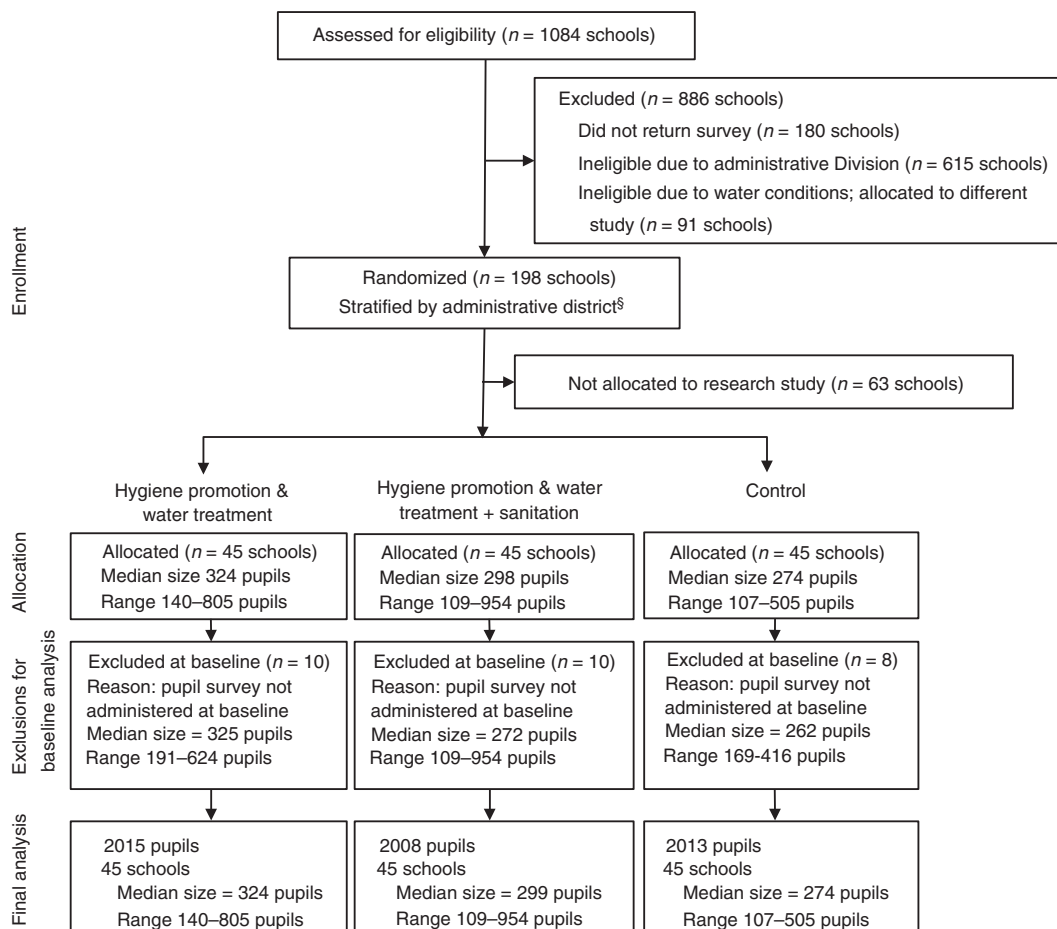 Assessed for eligibility (n = 1084 schools)
Excluded (n = 886 schools)
Did not return survey (n = 180 schools)
Ineligible due to administrative Division (n = 615 schools)
Ineligible due to water conditions; allocated to different
study (n = 91 schools)
Enrollment
Randomized (n = 198 schools)
Stratified by administrative district§
Not allocated to research study (n = 63 schools)
Hygiene promotion &
water treatment
Hygiene promotion & water
treatment + sanitation
Control
Allocation
Allocated (n = 45 schools)
Median size 324 pupils
Range 140–805 pupils
Allocated (n = 45 schools)
Median size 298 pupils
Range 109–954 pupils
Allocated (n = 45 schools)
Median size 274 pupils
Range 107–505 pupils
Exclusions for
baseline analysis
Excluded at baseline (n = 10)
Reason: pupil survey not
administered at baseline
Median size = 325 pupils
Range 191–624 pupils
Excluded at baseline (n = 10)
Reason: pupil survey not
administered at baseline
Median size = 272 pupils
Range 109–954 pupils
Excluded at baseline (n = 8)
Reason: pupil survey not
administered at baseline
Median size = 262 pupils
Range 169-416 pupils
Final analysis
2015 pupils
45 schools
Median size = 324 pupils
Range 140–805 pupils
2008 pupils
45 schools
Median size = 299 pupils
Range 109–954 pupils
2013 pupils
45 schools
Median size = 274 pupils
Range 107–505 pupils